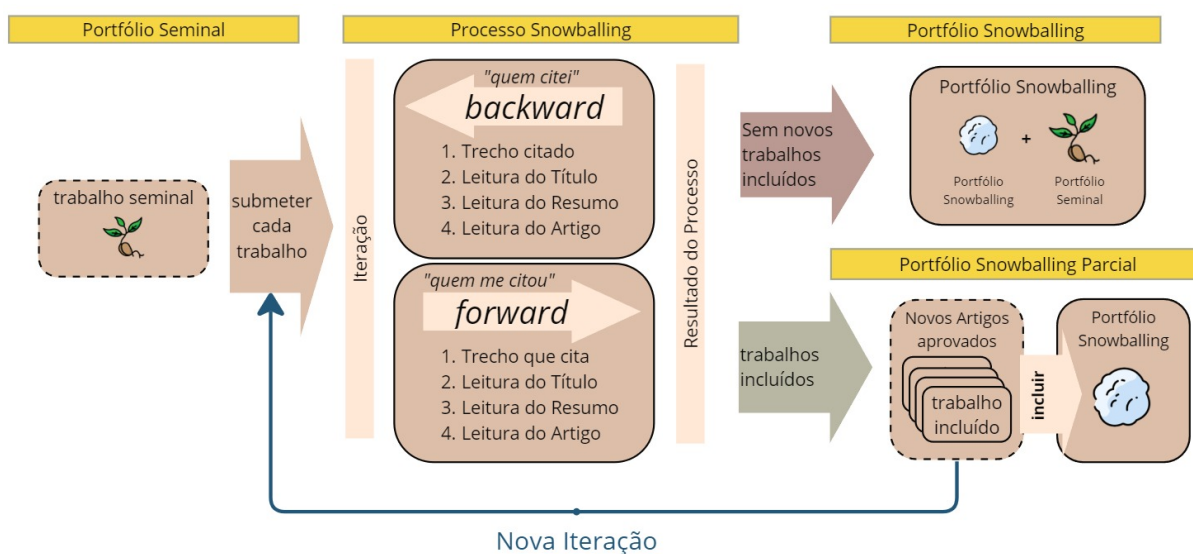 Portfólio Seminal
trabalho seminal
submeter
cada
trabalho
Processo Snowballing
Iteração
"quem citei"
backward
1. Trecho citado
2. Leitura do Título
3. Leitura do Resumo
4. Leitura do Artigo
"quem me citou"
forward
1. Trecho que cita
2. Leitura do Título
3. Leitura do Resumo
4. Leitura do Artigo
Resultado do Processo
Sem novos
trabalhos
incluídos
Portfólio Snowballing
Portfólio Snowballing
+
Portfólio
Snowballing
Portfólio
Seminal
trabalhos
incluídos
Portfólio Snowballing Parcial
Novos Artigos
aprovados
trabalho
incluído
incluir
Portfólio
Snowballing
Nova Iteração